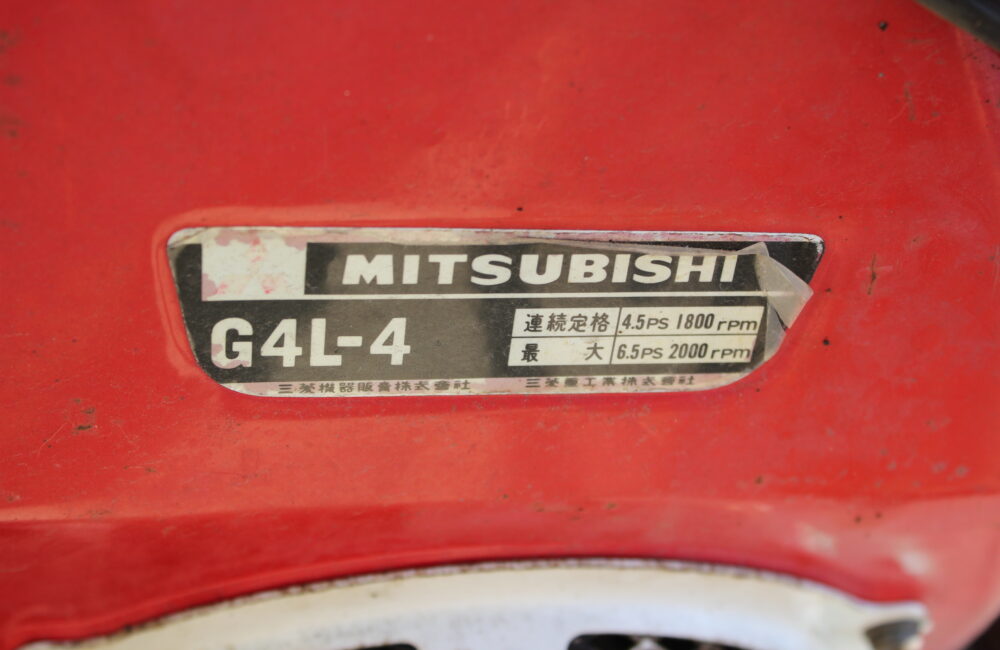 MITSUBISHI
G4L-4
連続定格 4.5PS 1800rpm
最 大 6.5PS 2000rpm
三菱機器販売株式会社 三菱重工業株式会社